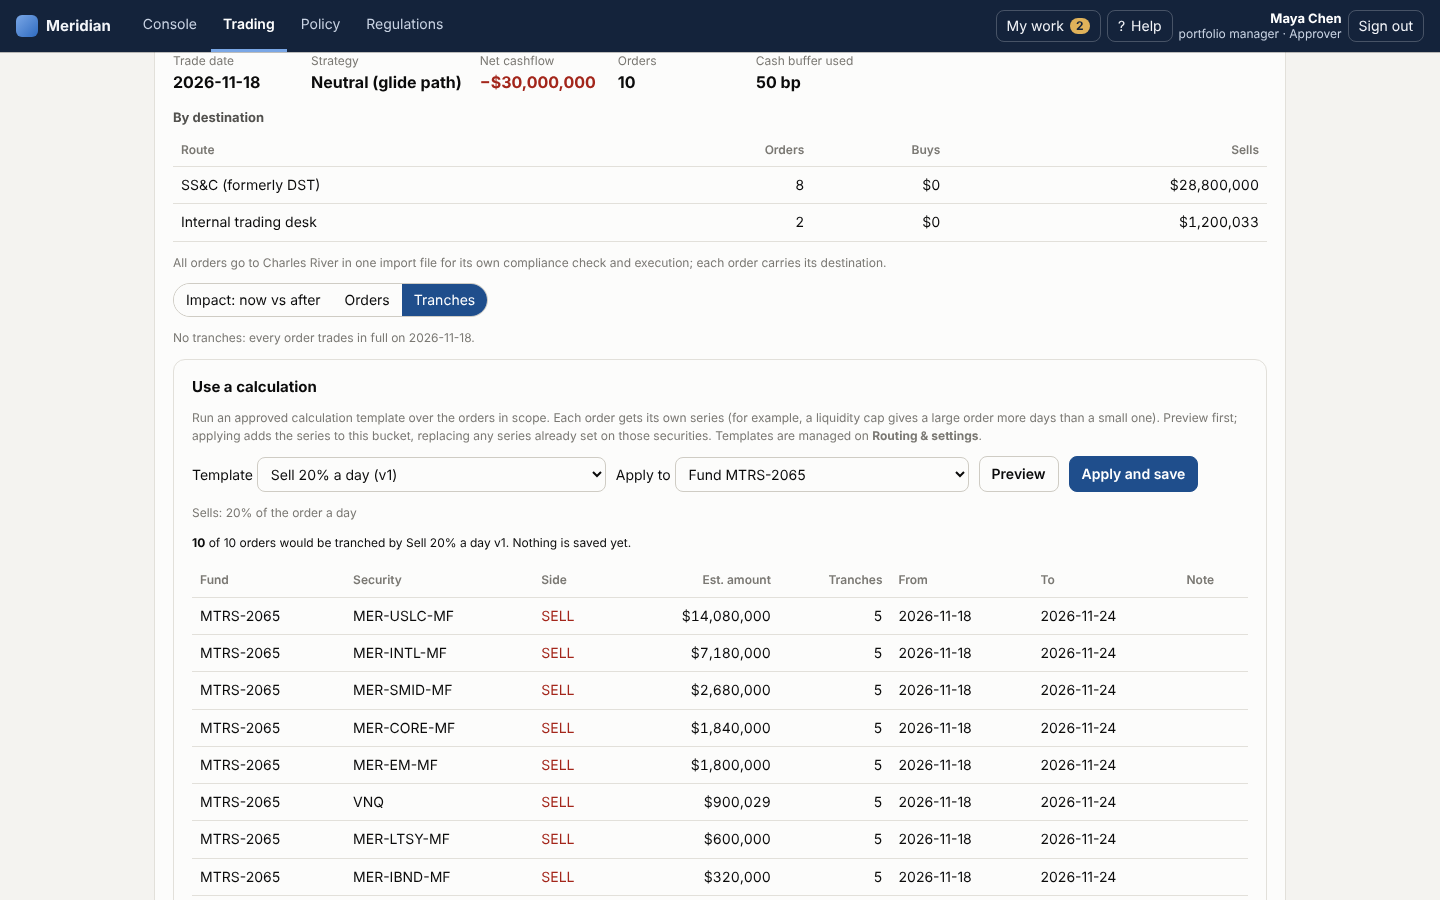 Meridian Console Trading Policy Regulations My work 2 ? Help Maya Chen portfolio manager · Approver Sign out
Trade date Strategy Net cashflow Orders Cash buffer used
2026-11-18 Neutral (glide path) −$30,000,000 10 50 bp
By destination
Route Orders Buys Sells
SS&C (formerly DST) 8 $0 $28,800,000
Internal trading desk 2 $0 $1,200,033
All orders go to Charles River in one import file for its own compliance check and execution; each order carries its destination.
Impact: now vs after Orders Tranches
No tranches: every order trades in full on 2026-11-18.
Use a calculation
Run an approved calculation template over the orders in scope. Each order gets its own series (for example, a liquidity cap gives a large order more days than a small one). Preview first;
applying adds the series to this bucket, replacing any series already set on those securities. Templates are managed on Routing & settings.
Template Sell 20% a day (v1) Apply to Fund MTRS-2065 Preview Apply and save
Sells: 20% of the order a day
10 of 10 orders would be tranched by Sell 20% a day v1. Nothing is saved yet.
Fund Security Side Est. amount Tranches From To Note
MTRS-2065 MER-USLC-MF SELL $14,080,000 5 2026-11-18 2026-11-24
MTRS-2065 MER-INTL-MF SELL $7,180,000 5 2026-11-18 2026-11-24
MTRS-2065 MER-SMID-MF SELL $2,680,000 5 2026-11-18 2026-11-24
MTRS-2065 MER-CORE-MF SELL $1,840,000 5 2026-11-18 2026-11-24
MTRS-2065 MER-EM-MF SELL $1,800,000 5 2026-11-18 2026-11-24
MTRS-2065 VNQ SELL $900,029 5 2026-11-18 2026-11-24
MTRS-2065 MER-LTSY-MF SELL $600,000 5 2026-11-18 2026-11-24
MTRS-2065 MER-IBND-MF SELL $320,000 5 2026-11-18 2026-11-24